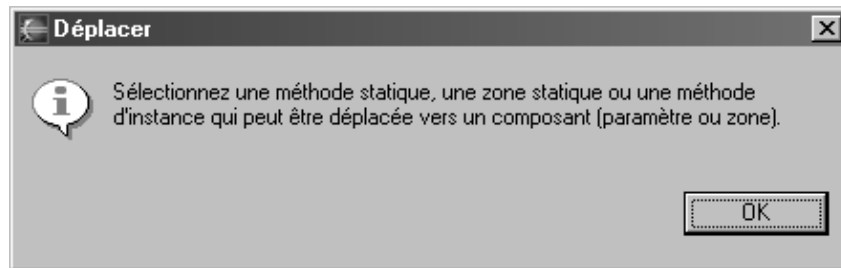 Déplacer
Sélectionnez une méthode statique, une zone statique ou une méthode
d'instance qui peut être déplacée vers un composant (paramètre ou zone).
OK